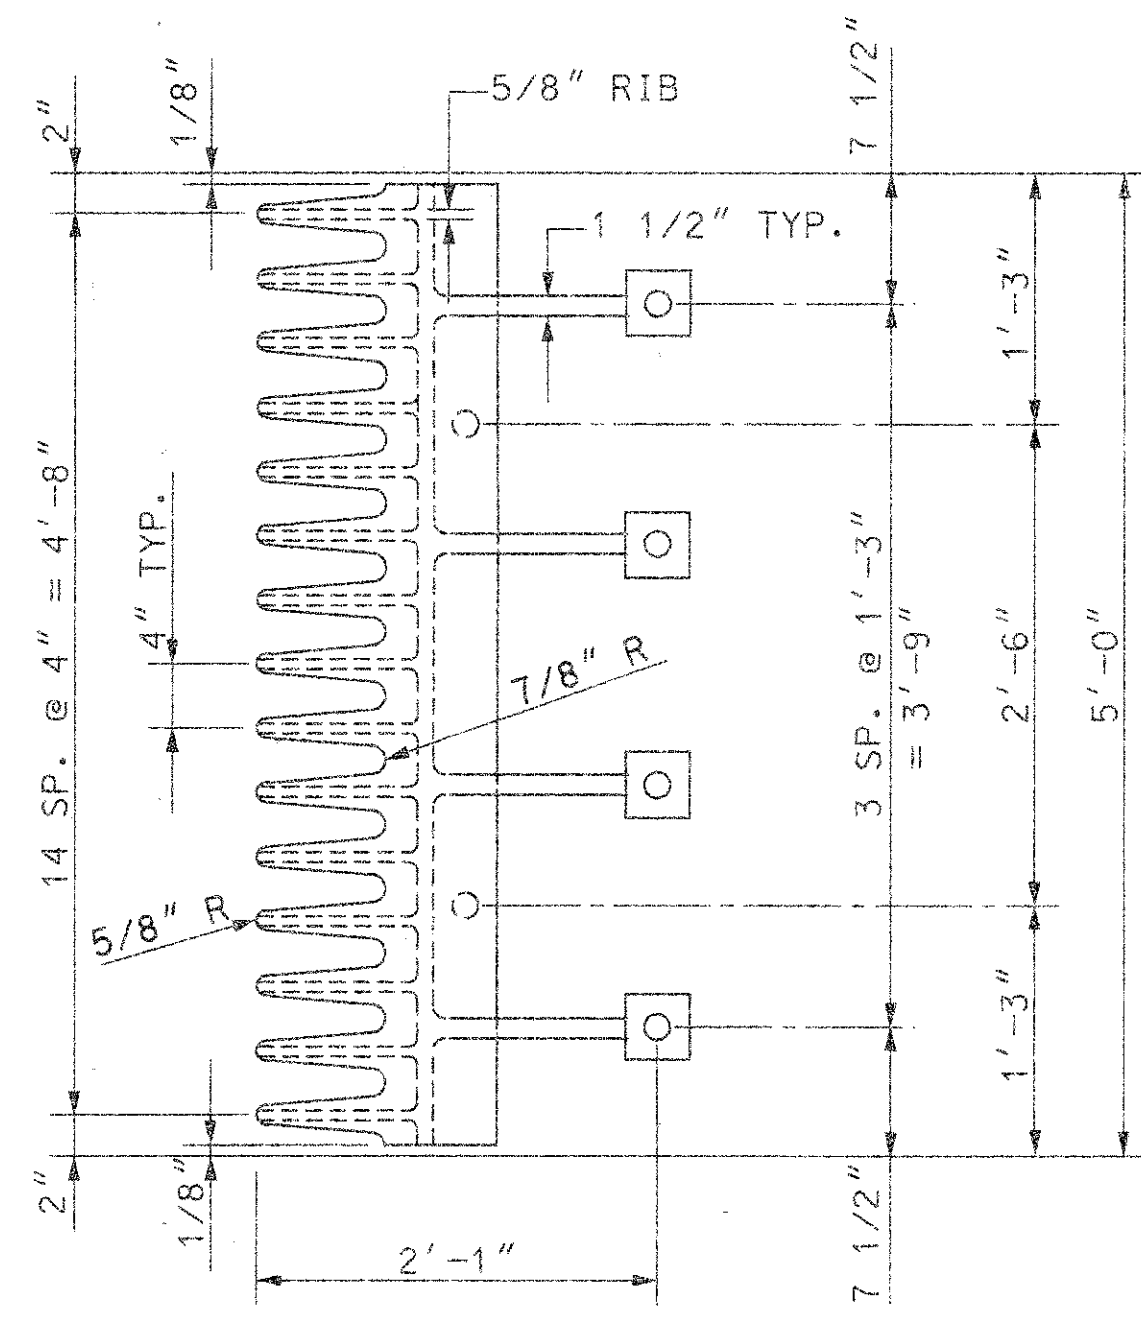 2"
1/8"
5/8" RIB
7 1/2"
1 1/2" TYP.
1'-3"
14 SP. @ 4" = 4'-8"
4" TYP.
7/8" R
3 SP. @ 1'-3"
= 3'-9"
2'-6"
5'-0"
5/8" R
1'-3"
2"
1/8"
2'-1"
7 1/2"